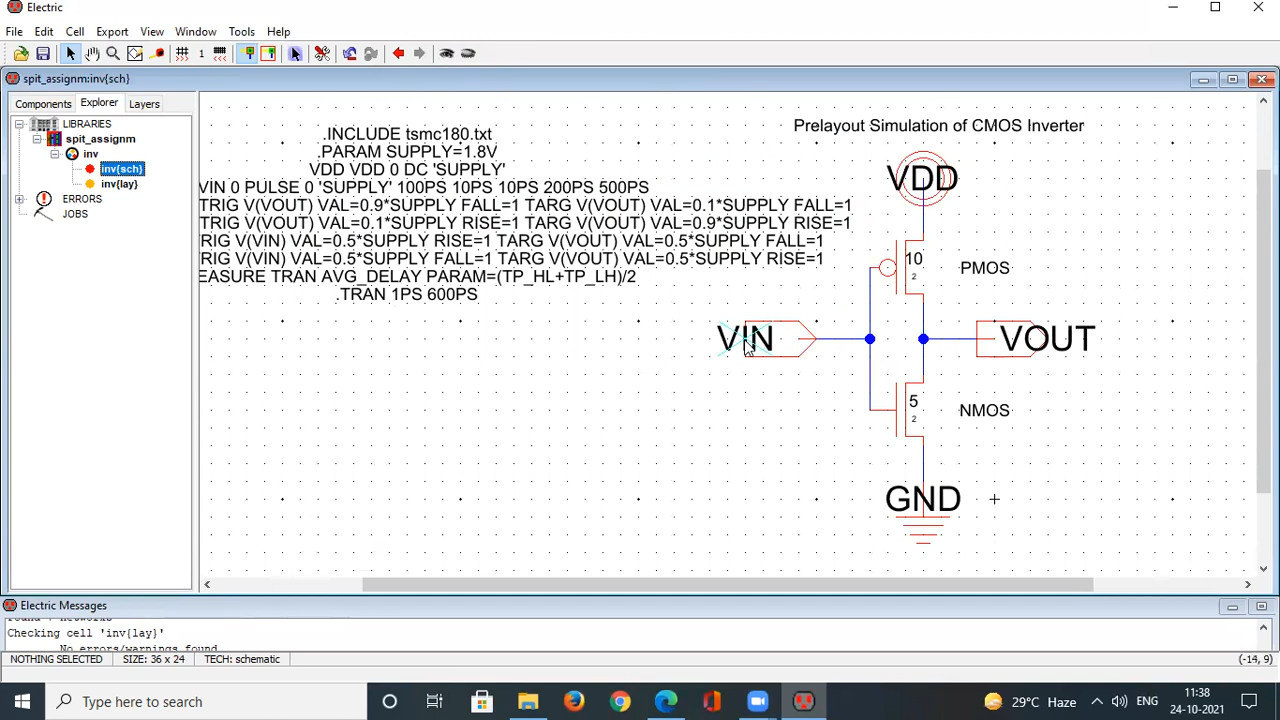 Electric
File Edit Cell Export View Window Tools Help
1
spit_assignm:inv{sch}
Components Explorer Layers
LIBRARIES
spit_assignm
inv
inv{sch}
inv{lay}
ERRORS
JOBS
.INCLUDE tsmc180.txt
.PARAM SUPPLY=1.8V
VDD VDD 0 DC 'SUPPLY'
VIN 0 PULSE 0 'SUPPLY' 100PS 10PS 10PS 200PS 500PS
TRIG V(VOUT) VAL=0.9*SUPPLY FALL=1 TARG V(VOUT) VAL=0.1*SUPPLY FALL=1
TRIG V(VOUT) VAL=0.1*SUPPLY RISE=1 TARG V(VOUT) VAL=0.9*SUPPLY RISE=1
RIG V(VIN) VAL=0.5*SUPPLY RISE=1 TARG V(VOUT) VAL=0.5*SUPPLY FALL=1
RIG V(VIN) VAL=0.5*SUPPLY FALL=1 TARG V(VOUT) VAL=0.5*SUPPLY RISE=1
EASURE TRAN AVG_DELAY PARAM=(TP_HL+TP_LH)/2
.TRAN 1PS 600PS
Prelayout Simulation of CMOS Inverter
VDD
10
2
PMOS
VIN
VOUT
5
2
NMOS
GND
Electric Messages
Checking cell 'inv{lay}'
No errors/warnings found
NOTHING SELECTED SIZE: 36 x 24 TECH: schematic (-14, 9)
Type here to search
29°C Haze ENG
11:38
24-10-2021